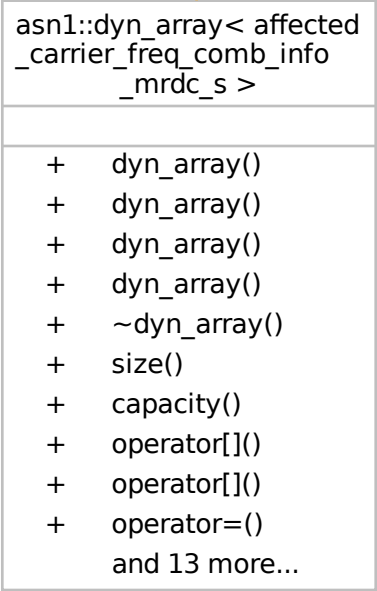 asn1::dyn_array< affected
_carrier_freq_comb_info
_mrdc_s >
+ dyn_array()
+ dyn_array()
+ dyn_array()
+ dyn_array()
+ ~dyn_array()
+ size()
+ capacity()
+ operator[]()
+ operator[]()
+ operator=()
and 13 more...